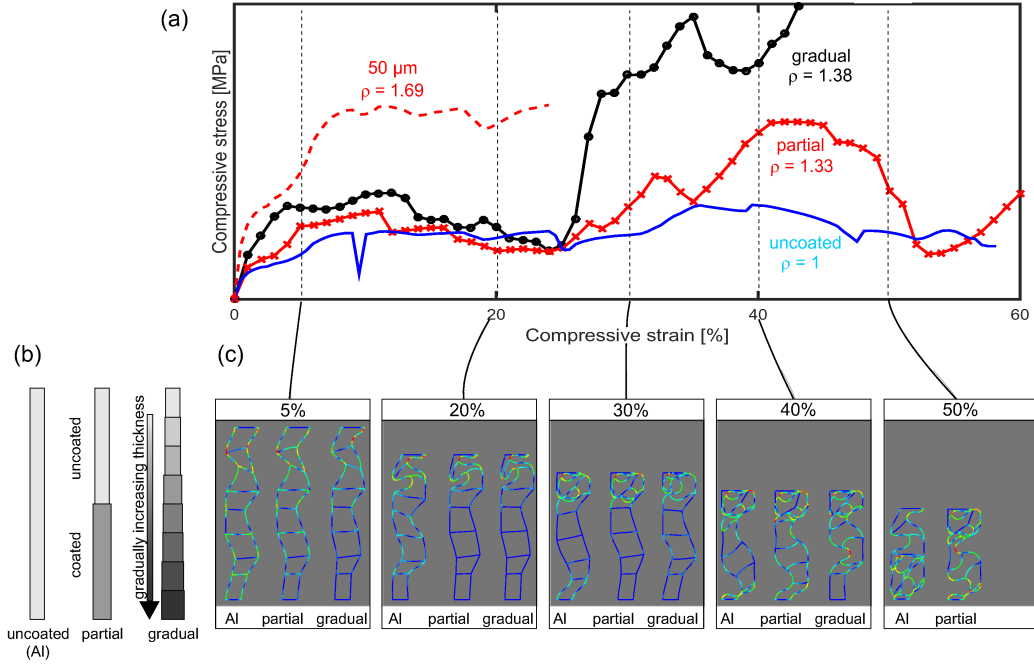 (a)
Compressive stress [MPa]
50 μm
ρ = 1.69
gradual
ρ = 1.38
partial
ρ = 1.33
uncoated
ρ = 1
0 20 40 60
Compressive strain [%]
(b)
uncoated
coated
gradually increasing thickness
uncoated partial gradual
(Al)
(c)
5% 20% 30% 40% 50%
Al partial gradual Al partial gradual Al partial gradual Al partial gradual Al partial